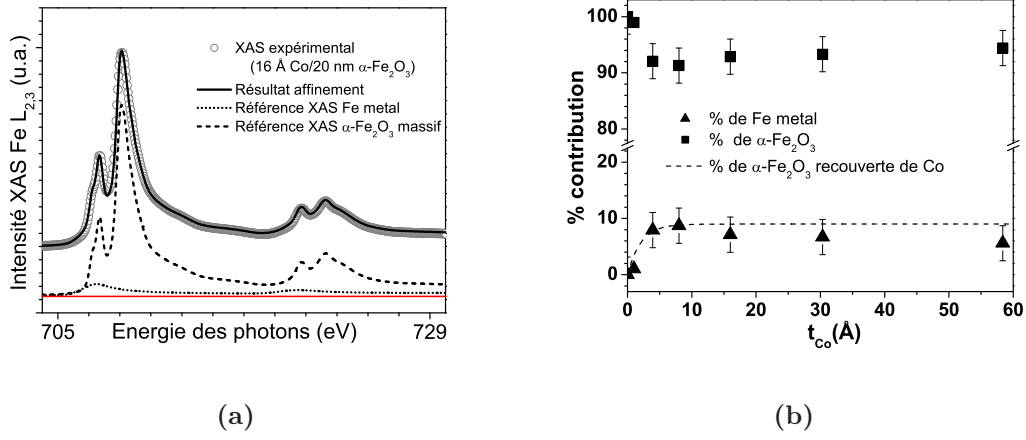 Intensité XAS Fe L2,3 (u.a.)
XAS expérimental
(16 Å Co/20 nm α-Fe2O3)
Résultat affinement
Référence XAS Fe metal
Référence XAS α-Fe2O3 massif
705
Energie des photons (eV)
729
(a)
% contribution
100
90
80
20
10
0
% de Fe metal
% de α-Fe2O3
% de α-Fe2O3 recouverte de Co
0
10
20
30
40
50
60
tCo(Å)
(b)